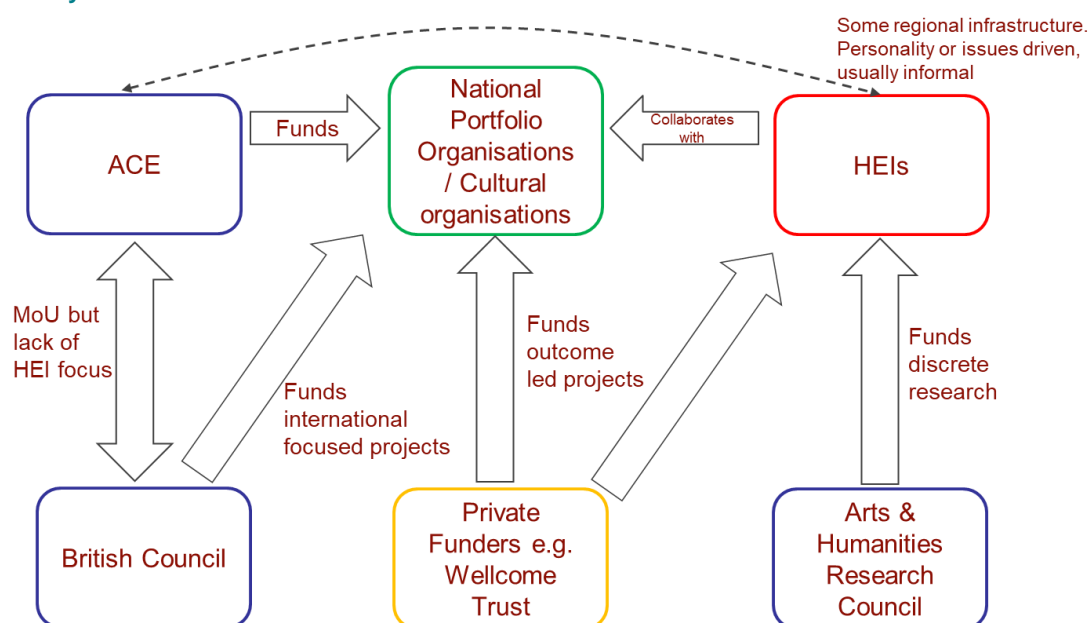 Some regional infrastructure.
Personality or issues driven,
usually informal
ACE
Funds
National
Portfolio
Organisations
/ Cultural
organisations
Collaborates
with
HEIs
MoU but
lack of
HEI focus
Funds
international
focused projects
Funds
outcome
led projects
Funds
discrete
research
British Council
Private
Funders e.g.
Wellcome
Trust
Arts &
Humanities
Research
Council